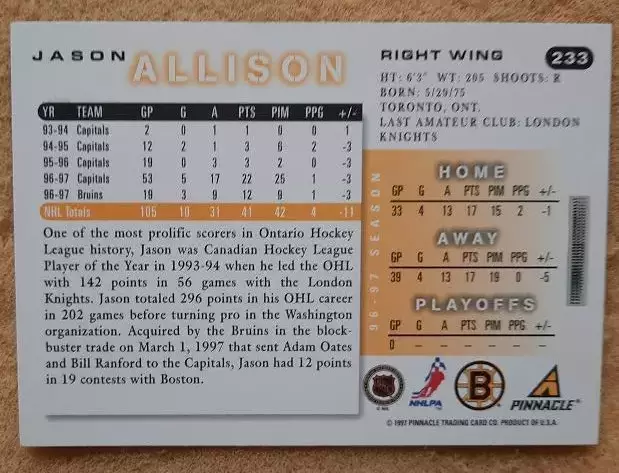 JASON ALLISON
YR TEAM GP G A PTS PIM PPG +/-
93-94 Capitals 2 0 1 1 0 0 1
94-95 Capitals 12 2 1 3 6 2 -3
95-96 Capitals 19 0 3 3 2 0 -3
96-97 Capitals 53 5 17 22 25 1 -3
96-97 Bruins 19 3 9 12 9 1 -3
NHL Totals 105 10 31 41 42 4 -11
One of the most prolific scorers in Ontario Hockey
League history, Jason was Canadian Hockey League
Player of the Year in 1993-94 when he led the OHL
with 142 points in 56 games with the London
Knights. Jason totaled 296 points in his OHL career
in 202 games before turning pro in the Washington
organization. Acquired by the Bruins in the block-
buster trade on March 1, 1997 that sent Adam Oates
and Bill Ranford to the Capitals, Jason had 12 points
in 19 contests with Boston.
RIGHT WING 233
HT: 6'3" WT: 205 SHOOTS: R
BORN: 5/29/75
TORONTO, ONT.
LAST AMATEUR CLUB: LONDON
KNIGHTS
96-97 SEASON
HOME
GP G A PTS PIM PPG +/-
33 4 13 17 15 2 -1
AWAY
GP G A PTS PIM PPG +/-
39 4 13 17 19 0 -5
PLAYOFFS
GP G A PTS PIM PPG +/-
0 – – – – – –
NHL
NHLPA
B
PINNACLE
© 1997 PINNACLE TRADING CARD CO. PRODUCT OF U.S.A.